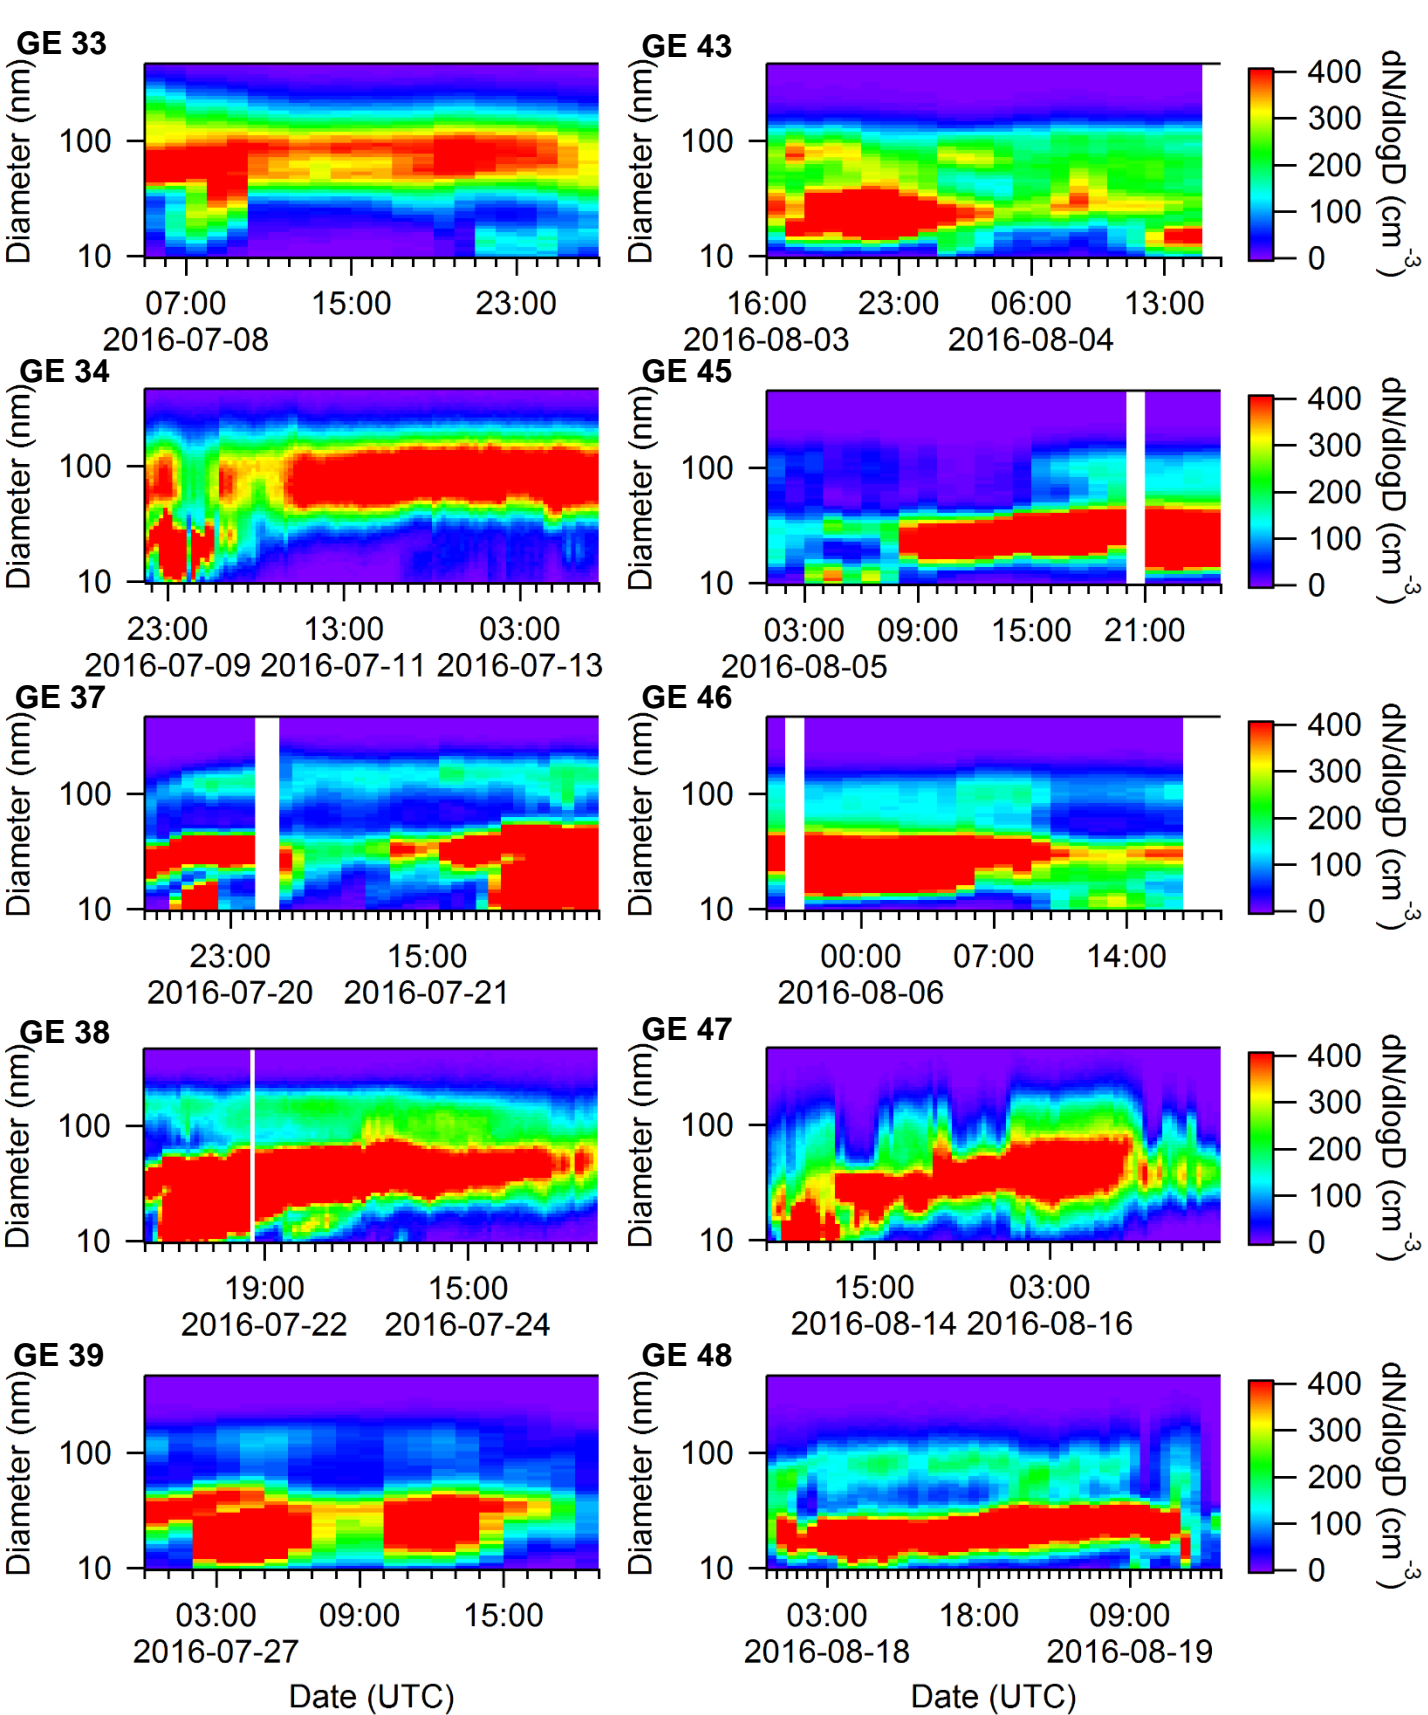 GE 33
Diameter (nm)
100
10
07:00 15:00 23:00
2016-07-08
GE 43
Diameter (nm)
100
10
16:00 23:00 06:00 13:00
2016-08-03 2016-08-04
400
300
200
100
0
dN/dlogD (cm-3)
GE 34
Diameter (nm)
100
10
23:00 13:00 03:00
2016-07-09 2016-07-11 2016-07-13
GE 45
Diameter (nm)
100
10
03:00 09:00 15:00 21:00
2016-08-05
400
300
200
100
0
dN/dlogD (cm-3)
GE 37
Diameter (nm)
100
10
23:00 15:00
2016-07-20 2016-07-21
GE 46
Diameter (nm)
100
10
00:00 07:00 14:00
2016-08-06
400
300
200
100
0
dN/dlogD (cm-3)
GE 38
Diameter (nm)
100
10
19:00 15:00
2016-07-22 2016-07-24
GE 47
Diameter (nm)
100
10
15:00 03:00
2016-08-14 2016-08-16
400
300
200
100
0
dN/dlogD (cm-3)
GE 39
Diameter (nm)
100
10
03:00 09:00 15:00
2016-07-27
Date (UTC)
GE 48
Diameter (nm)
100
10
03:00 18:00 09:00
2016-08-18 2016-08-19
Date (UTC)
400
300
200
100
0
dN/dlogD (cm-3)